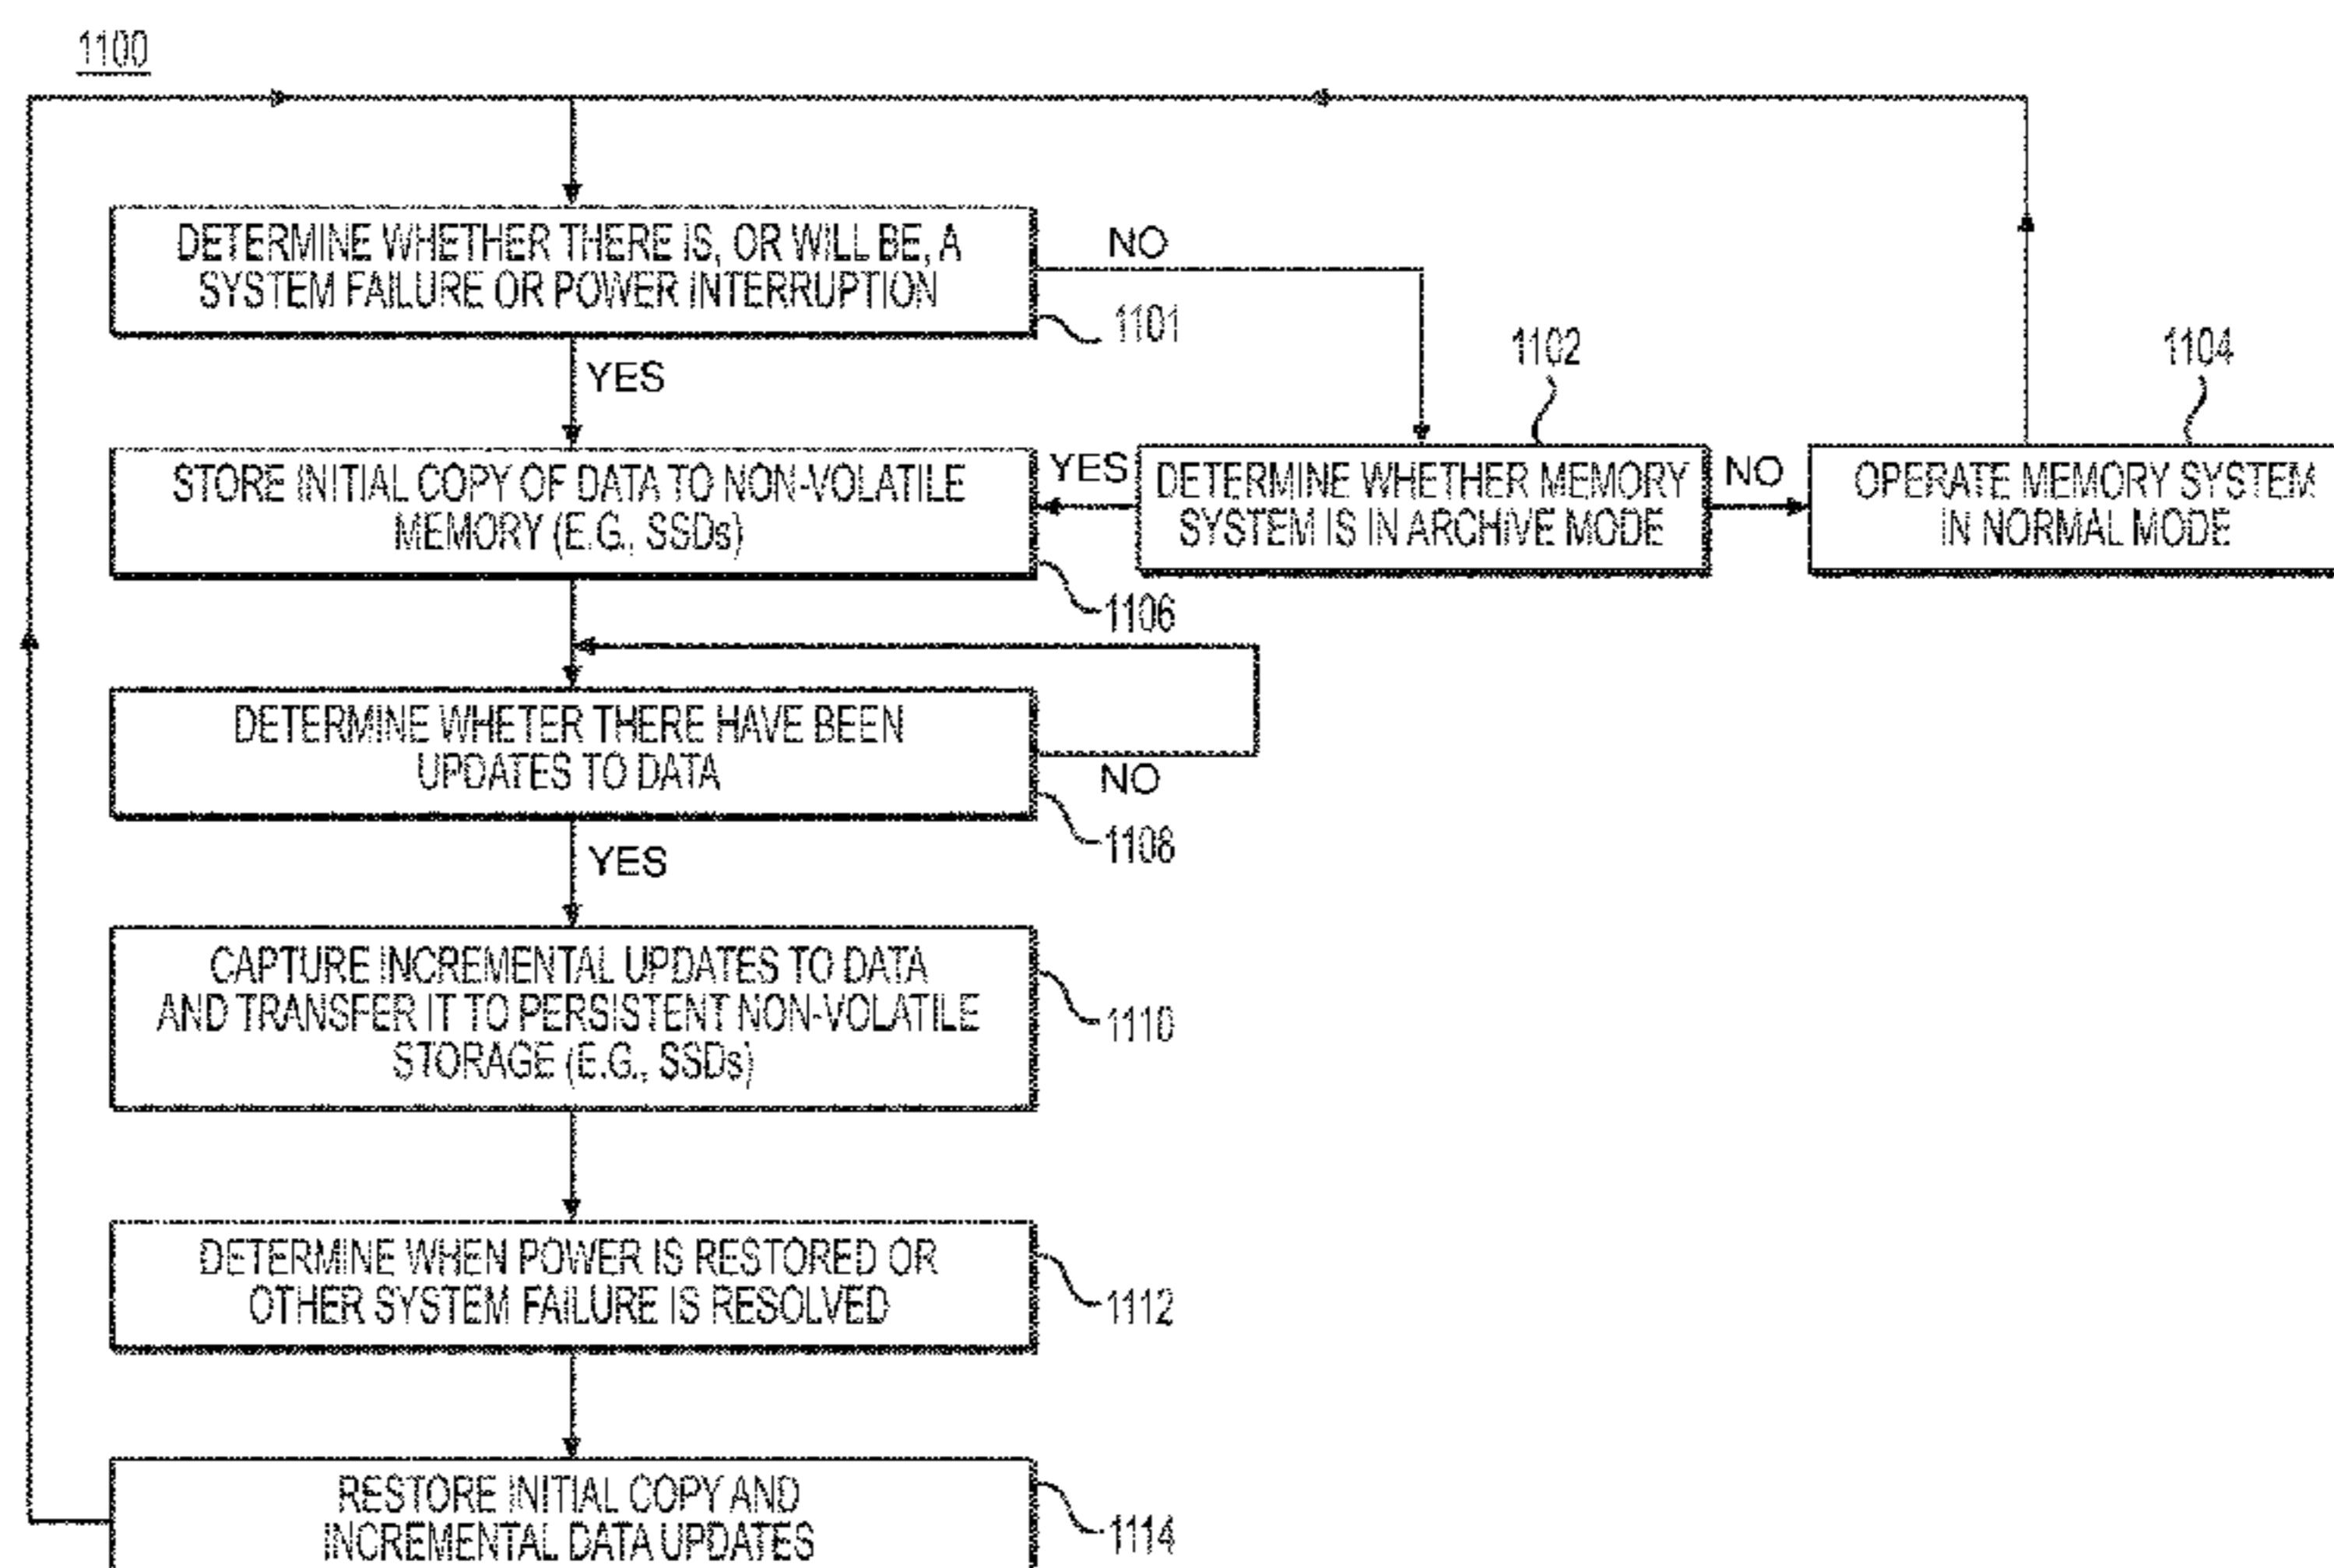 1100
DETERMINE WHETHER THERE IS, OR WILL BE, A
SYSTEM FAILURE OR POWER INTERRUPTION
NO
1101
YES
1102
1104
STORE INITIAL COPY OF DATA TO NON-VOLATILE
MEMORY (E.G., SSDs)
YES
DETERMINE WHETHER MEMORY
SYSTEM IS IN ARCHIVE MODE
NO
OPERATE MEMORY SYSTEM
IN NORMAL MODE
1106
DETERMINE WHETER THERE HAVE BEEN
UPDATES TO DATA
NO
1108
YES
CAPTURE INCREMENTAL UPDATES TO DATA
AND TRANSFER IT TO PERSISTENT NON-VOLATILE
STORAGE (E.G., SSDs)
1110
DETERMINE WHEN POWER IS RESTORED OR
OTHER SYSTEM FAILURE IS RESOLVED
1112
RESTORE INITIAL COPY AND
INCREMENTAL DATA UPDATES
1114